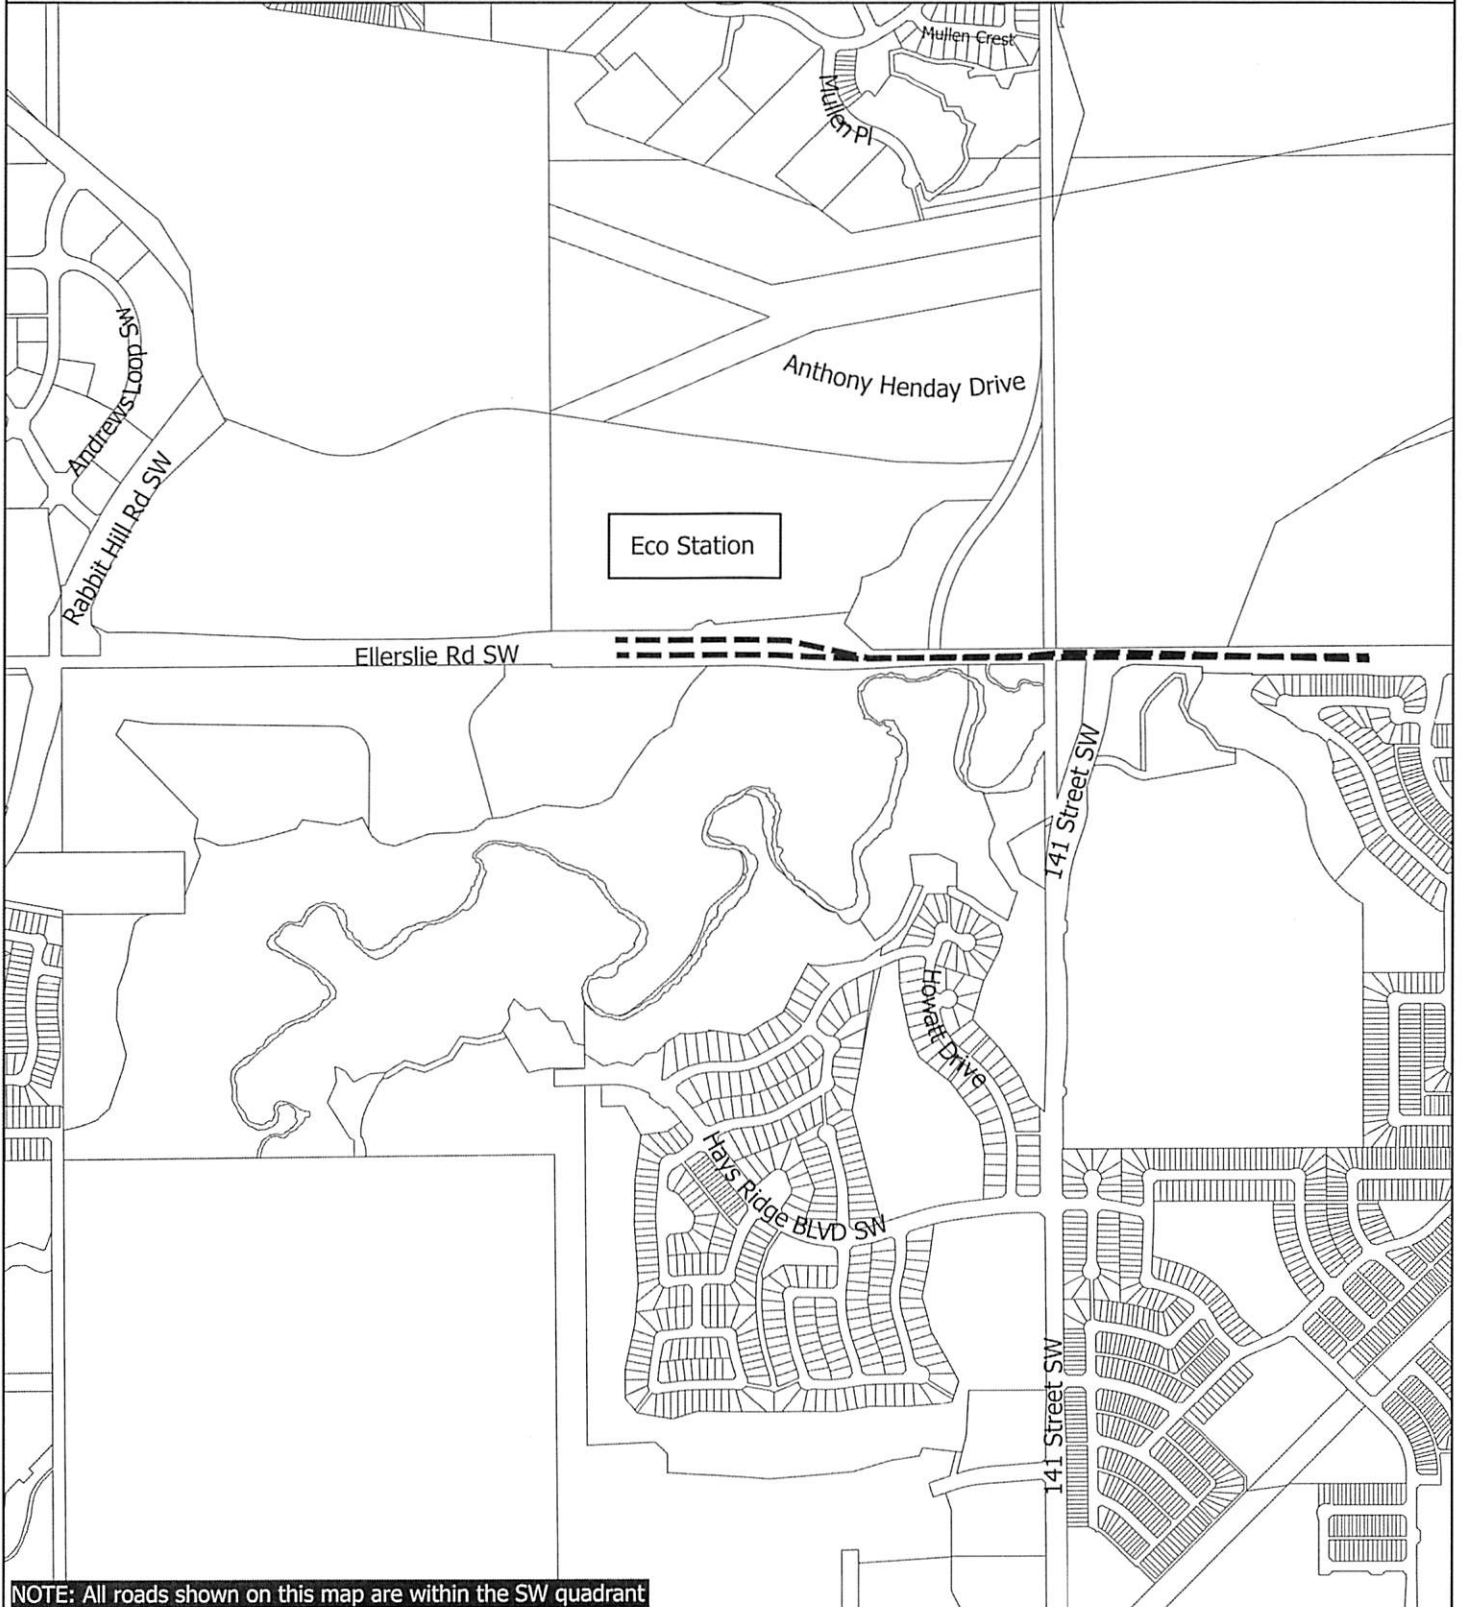 Mullen Crest
Mullen Pl
Andrews Loop Sw
Anthony Henday Drive
Rabbit Hill Rd SW
Eco Station
Ellerslie Rd SW
141 Street SW
Howatt Drive
Hays Ridge BLVD SW
141 Street SW
NOTE: All roads shown on this map are within the SW quadrant